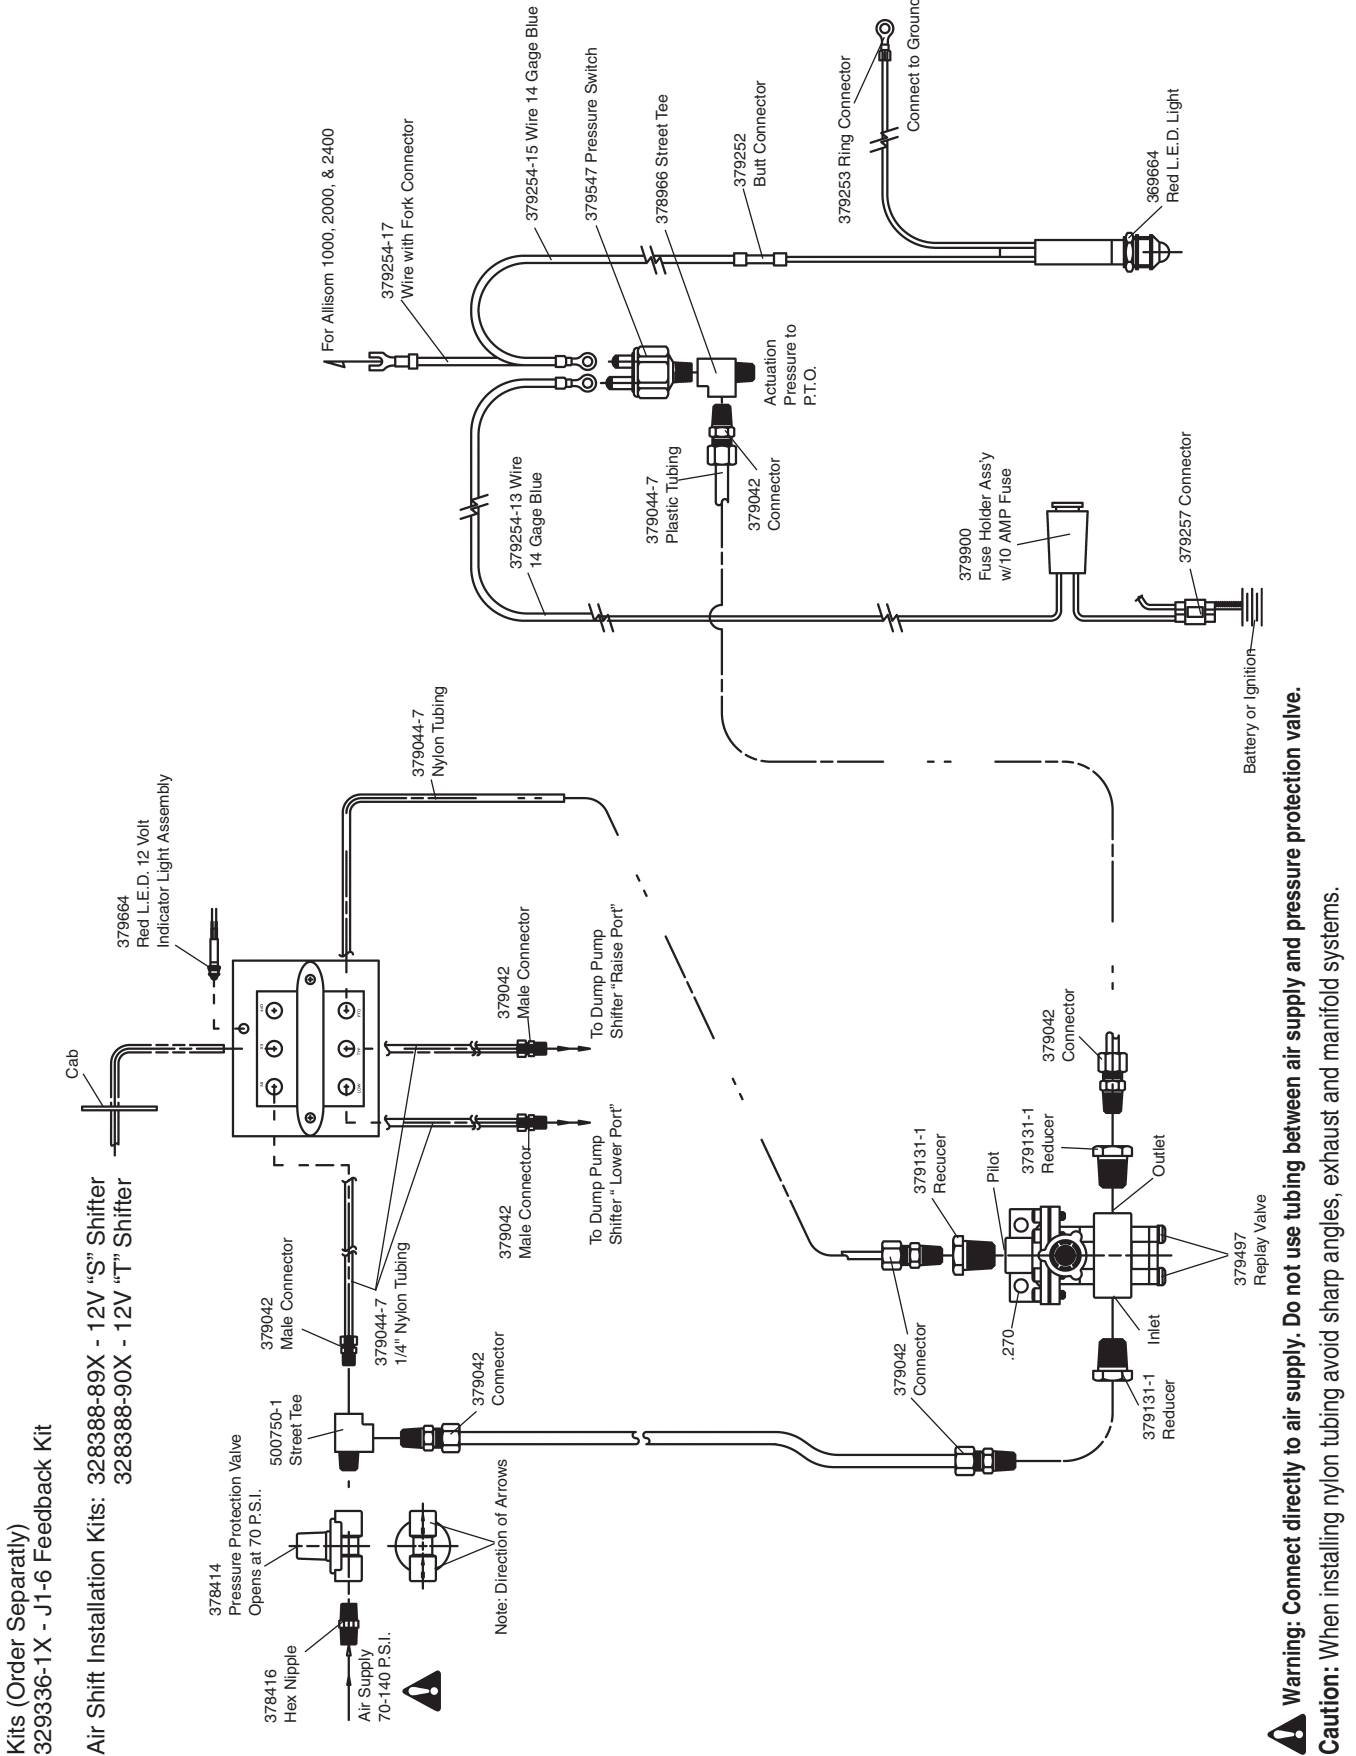 Kits (Order Separatly)
329336-1X - J1-6 Feedback Kit
Air Shift Installation Kits: 328388-89X - 12V “S” Shifter
328388-90X - 12V “T” Shifter
Cab
379664
Red L.E.D. 12 Volt
Indicator Light Assembly
379044-7
Nylon Tubing
For Allisom 1000, 2000, & 2400
379254-17
Wire with Fork Connector
379254-15 Wire 14 Gage Blue
379547 Pressure Switch
378966 Street Tee
379252
Butt Connector
379253 Ring Connector
Connect to Ground
369664
Red L.E.D. Light
Actuation
Pressure to
P.T.O.
379254-13 Wire
14 Gage Blue
379044-7
Plastic Tubing
379042
Connector
379900
Fuse Holder Ass’y
w/10 AMP Fuse
379257 Connector
Battery or Ignition
LOW
PTO
379042
Male Connector
To Dump Pump
Shifter “Raise Port”
379042
Male Connector
To Dump Pump
Shifter “ Lower Port”
379042
Male Connector
379044-7
1/4" Nylon Tubing
500750-1
Street Tee
379042
Connector
378414
Pressure Protection Valve
Opens at 70 P.S.I.
378416
Hex Nipple
Air Supply
70-140 P.S.I.
Note: Direction of Arrows
379042
Connector
379131-1
Recucer
Pilot
379131-1
Reducer
379042
Connector
Outlet
.270
Inlet
379131-1
Reducer
379497
Replay Valve
Warning: Connect directly to air supply. Do not use tubing between air supply and pressure protection valve.
Caution: When installing nylon tubing avoid sharp angles, exhaust and manifold systems.